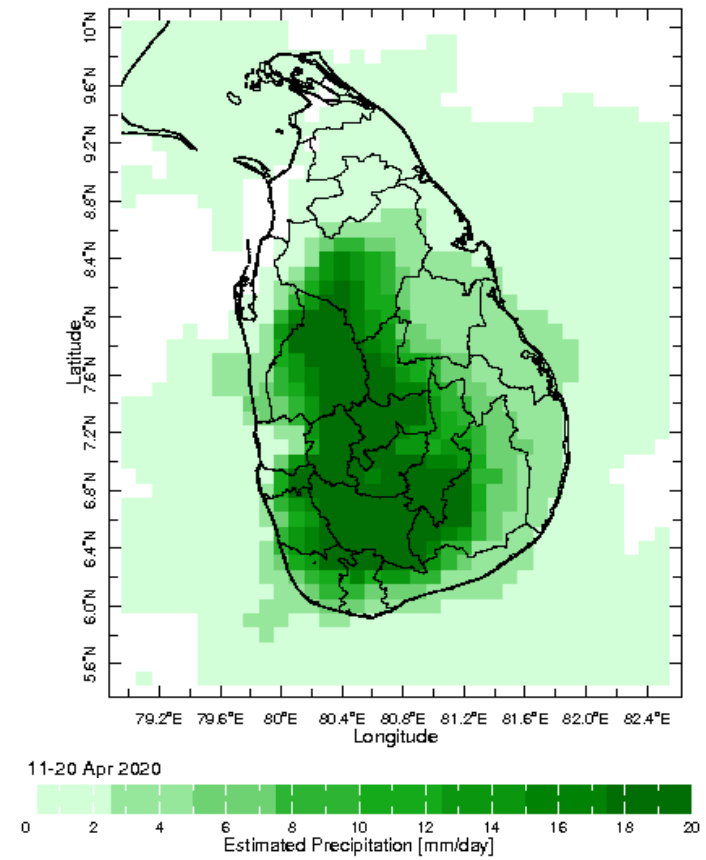 10°N
9.6°N
9.2°N
8.8°N
8.4°N
8°N
7.6°N
7.2°N
6.8°N
6.4°N
6.0°N
5.6°N
Latitude
79.2°E 79.6°E 80°E 80.4°E 80.8°E 81.2°E 81.6°E 82.0°E 82.4°E
Longitude
11-20 Apr 2020
0 2 4 6 8 10 12 14 16 18 20
Estimated Precipitation [mm/day]